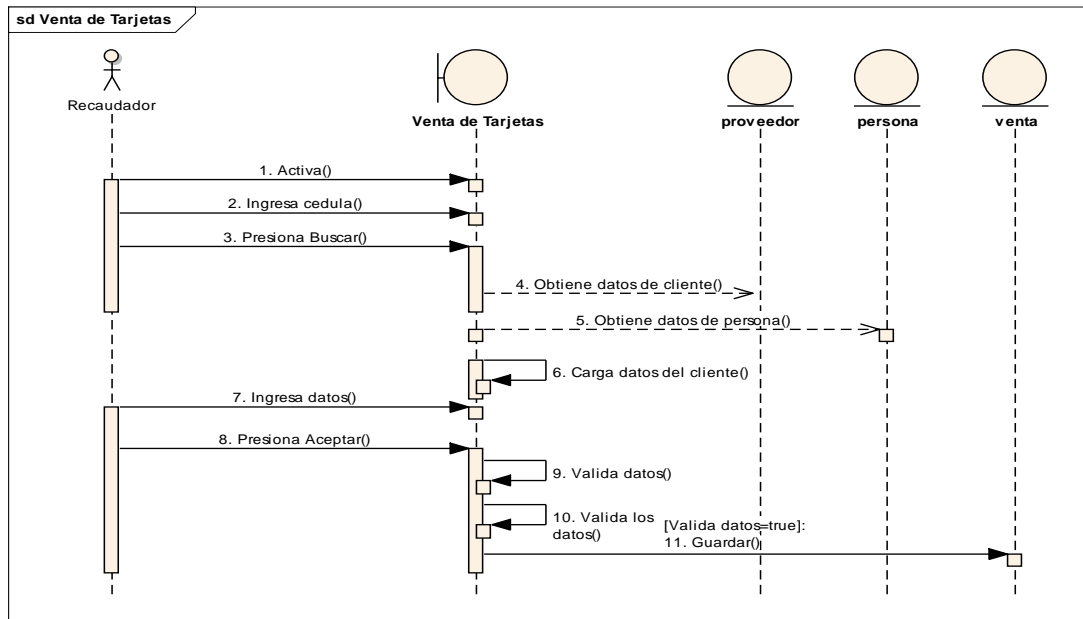 sd Venta de Tarjetas
Recaudador
Venta de Tarjetas
proveedor
persona
venta
1. Activa()
2. Ingresa cedula()
3. Presiona Buscar()
4. Obtiene datos de cliente()
5. Obtiene datos de persona()
6. Carga datos del cliente()
7. Ingresa datos()
8. Presiona Aceptar()
9. Valida datos()
10. Valida los
datos()
[Valida datos=true]:
11. Guardar()